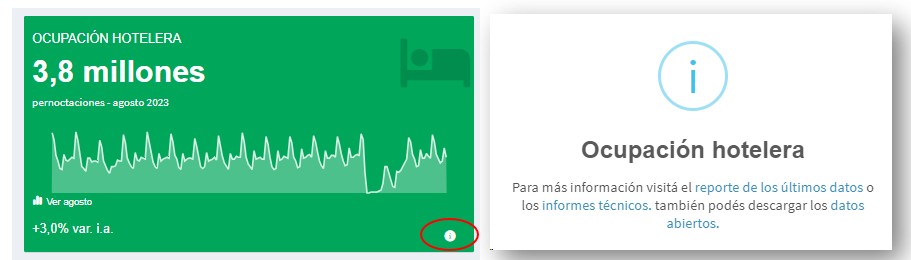 OCUPACIÓN HOTELERA
3,8 millones
pernoctaciones - agosto 2023
Ver agosto
+3,0% var. i.a.
i
i
Ocupación hotelera
Para más información visitá el reporte de los últimos datos o
los informes técnicos. también podés descargar los datos
abiertos.